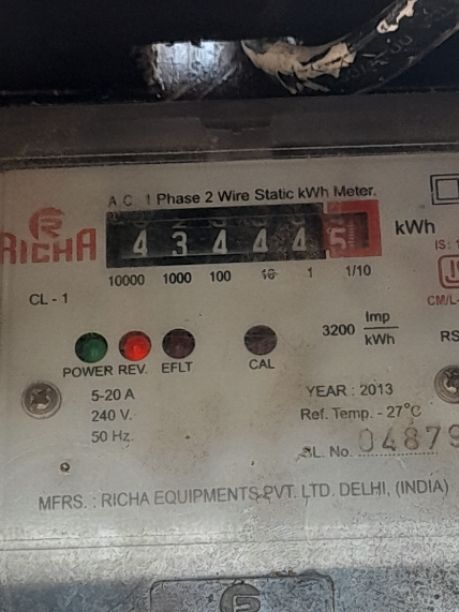 A.C. 1 Phase 2 Wire Static kWh Meter.
R
RICHA
4 3 4 4 4 5
kWh
10000 1000 100 10 1 1/10
IS:
CL - 1
CM/L-
3200 Imp
kWh
RS
POWER REV. EFLT CAL
5-20 A
240 V.
50 Hz.
YEAR : 2013
Ref. Temp. - 27°C
SL. No. 04879
MFRS. : RICHA EQUIPMENTS PVT. LTD. DELHI, (INDIA)